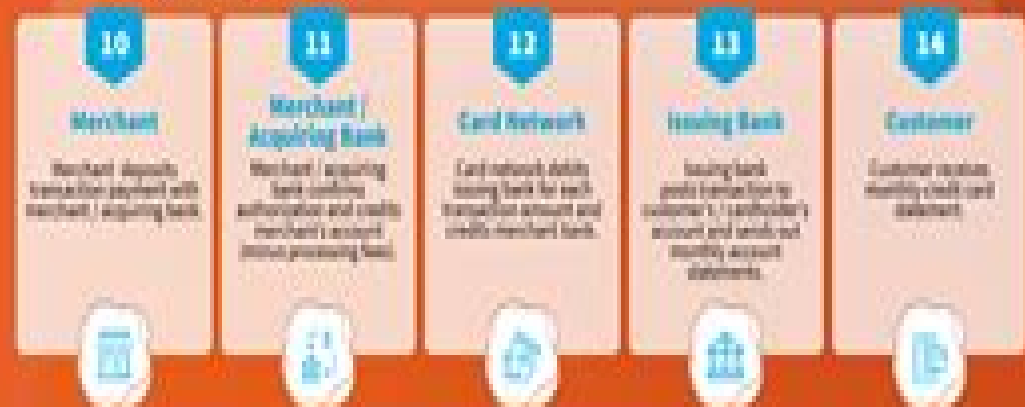 10
Merchant
Merchant deposits
transaction payment with
merchant / acquiring bank.
11
Merchant /
Acquiring Bank
Merchant / acquiring
bank confirms
authorization and credits
merchant's account
(minus processing fees).
12
Card Network
Card network debits
issuing bank for each
transaction amount and
credits merchant bank.
13
Issuing Bank
Issuing bank
posts transaction to
customer's / cardholder's
account and sends out
monthly account
statements.
14
Customer
Customer receives
monthly credit card
statement.